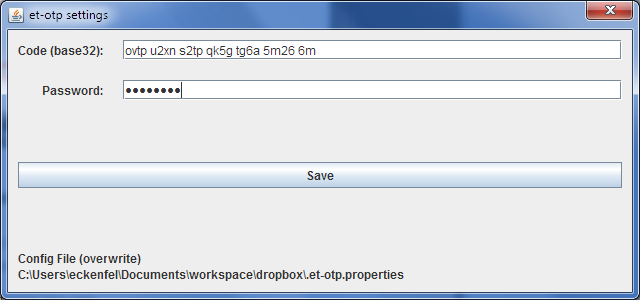 et-otp settings
Code (base32): ovtp u2xn s2tp qk5g tg6a 5m26 6m
Password: ••••••••
Save
Config File (overwrite)
C:\Users\eckenfel\Documents\workspace\dropbox\.et-otp.properties